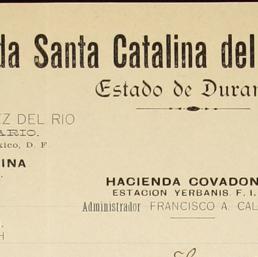 da Santa Catalina del
Estado de Duran
EZ DEL RIO
ARIO.
xico, D. F.
INA
HACIENDA COVADON
ESTACION YERBANIS. F. I.
Administrador FRANCISCO A. CAL